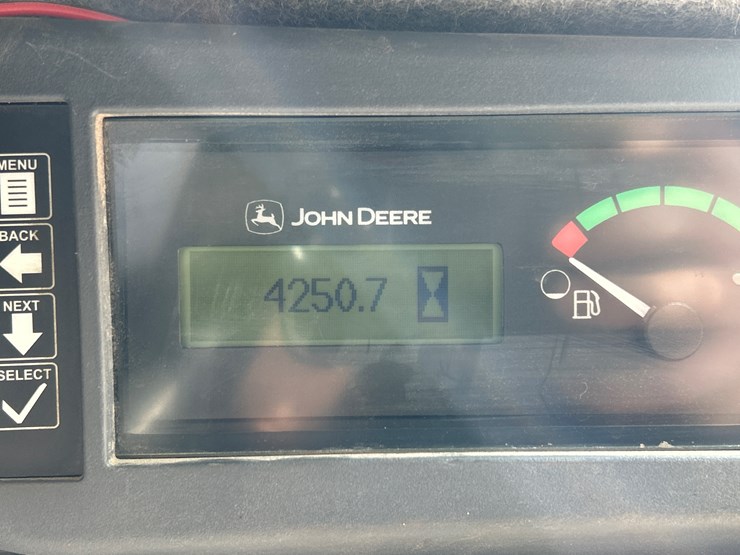 MENU
BACK
NEXT
SELECT
JOHN DEERE
4250.7